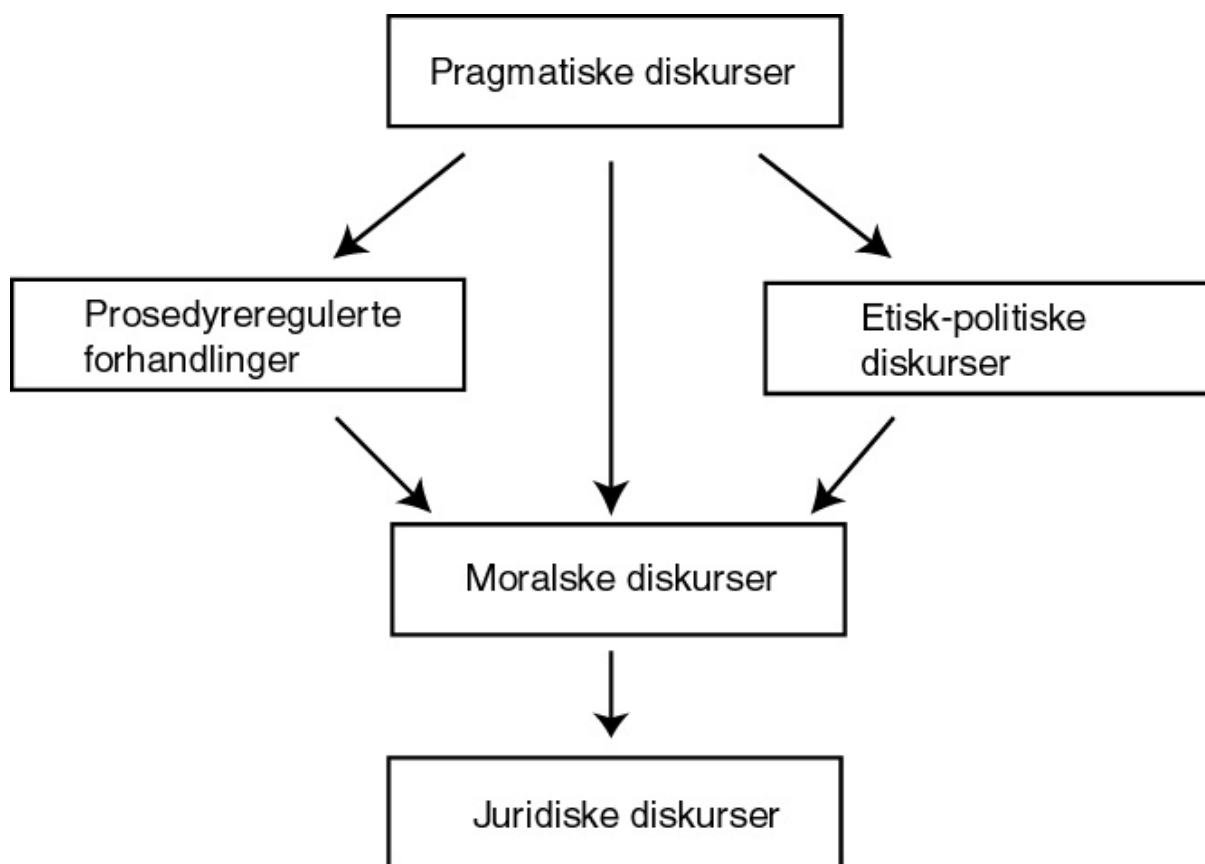 Pragmatiske diskurser
Prosedyreregulerte
forhandlinger
Etisk-politiske
diskurser
Moralske diskurser
Juridiske diskurser